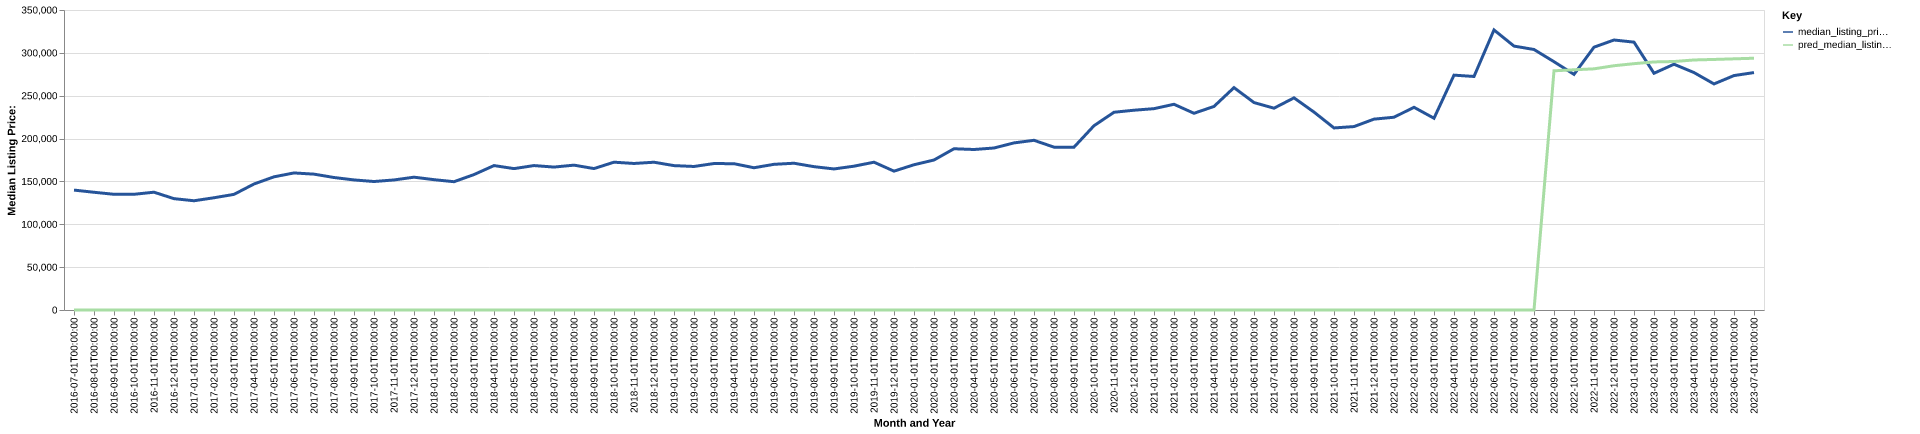 350,000
300,000
250,000
200,000
150,000
100,000
50,000
0
Median Listing Price:
2016-07-01T00:00:00
2016-08-01T00:00:00
2016-09-01T00:00:00
2016-10-01T00:00:00
2016-11-01T00:00:00
2016-12-01T00:00:00
2017-01-01T00:00:00
2017-02-01T00:00:00
2017-03-01T00:00:00
2017-04-01T00:00:00
2017-05-01T00:00:00
2017-06-01T00:00:00
2017-07-01T00:00:00
2017-08-01T00:00:00
2017-09-01T00:00:00
2017-10-01T00:00:00
2017-11-01T00:00:00
2017-12-01T00:00:00
2018-01-01T00:00:00
2018-02-01T00:00:00
2018-03-01T00:00:00
2018-04-01T00:00:00
2018-05-01T00:00:00
2018-06-01T00:00:00
2018-07-01T00:00:00
2018-08-01T00:00:00
2018-09-01T00:00:00
2018-10-01T00:00:00
2018-11-01T00:00:00
2018-12-01T00:00:00
2019-01-01T00:00:00
2019-02-01T00:00:00
2019-03-01T00:00:00
2019-04-01T00:00:00
2019-05-01T00:00:00
2019-06-01T00:00:00
2019-07-01T00:00:00
2019-08-01T00:00:00
2019-09-01T00:00:00
2019-10-01T00:00:00
2019-11-01T00:00:00
2019-12-01T00:00:00
2020-01-01T00:00:00
2020-02-01T00:00:00
2020-03-01T00:00:00
2020-04-01T00:00:00
2020-05-01T00:00:00
2020-06-01T00:00:00
2020-07-01T00:00:00
2020-08-01T00:00:00
2020-09-01T00:00:00
2020-10-01T00:00:00
2020-11-01T00:00:00
2020-12-01T00:00:00
2021-01-01T00:00:00
2021-02-01T00:00:00
2021-03-01T00:00:00
2021-04-01T00:00:00
2021-05-01T00:00:00
2021-06-01T00:00:00
2021-07-01T00:00:00
2021-08-01T00:00:00
2021-09-01T00:00:00
2021-10-01T00:00:00
2021-11-01T00:00:00
2021-12-01T00:00:00
2022-01-01T00:00:00
2022-02-01T00:00:00
2022-03-01T00:00:00
2022-04-01T00:00:00
2022-05-01T00:00:00
2022-06-01T00:00:00
2022-07-01T00:00:00
2022-08-01T00:00:00
2022-09-01T00:00:00
2022-10-01T00:00:00
2022-11-01T00:00:00
2022-12-01T00:00:00
2023-01-01T00:00:00
2023-02-01T00:00:00
2023-03-01T00:00:00
2023-04-01T00:00:00
2023-05-01T00:00:00
2023-06-01T00:00:00
2023-07-01T00:00:00
Month and Year
Key
median_listing_pri…
pred_median_listin…